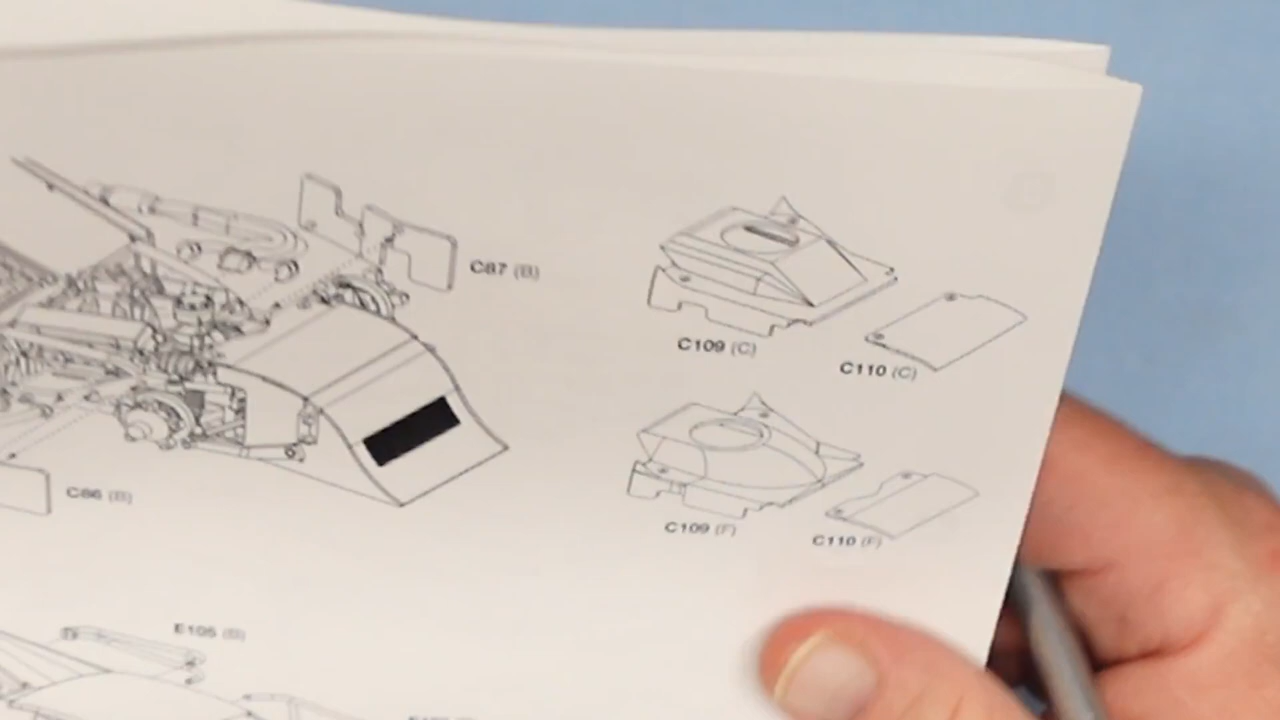 C87 (B)
C109 (C)
C110 (C)
C86 (B)
C109 (F)
C110 (F)
E105 (B)